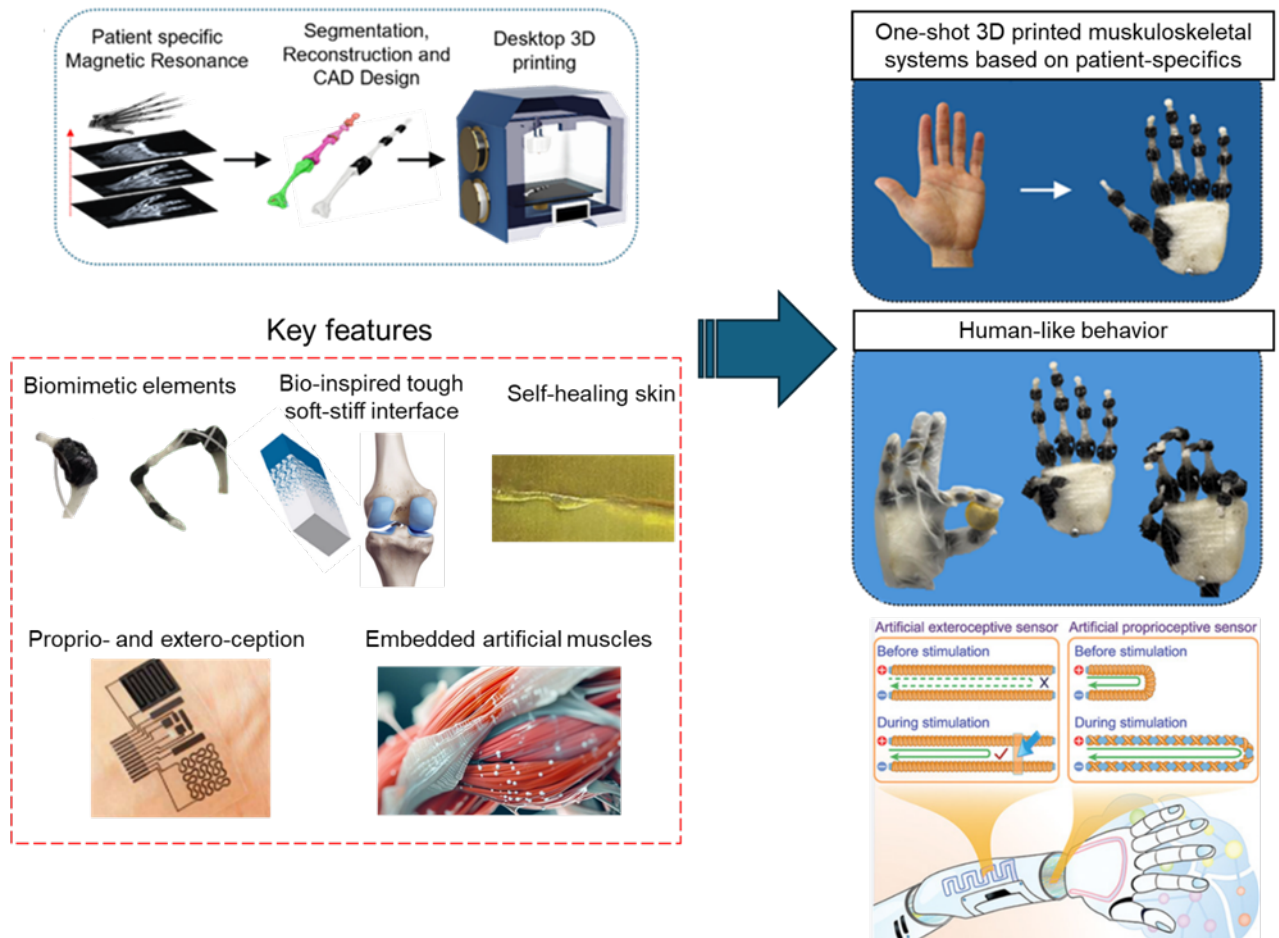 Patient specific
Magnetic Resonance
Segmentation,
Reconstruction and
CAD Design
Desktop 3D
printing
Key features
Biomimetic elements
Bio-inspired tough
soft-stiff interface
Self-healing skin
Proprio- and extero-ception
Embedded artificial muscles
One-shot 3D printed muskuloskeletal
systems based on patient-specifics
Human-like behavior
Artificial exteroceptive sensor
Before stimulation
+
X
−
During stimulation
+
−
Artificial proprioceptive sensor
Before stimulation
+
−
During stimulation
+
−